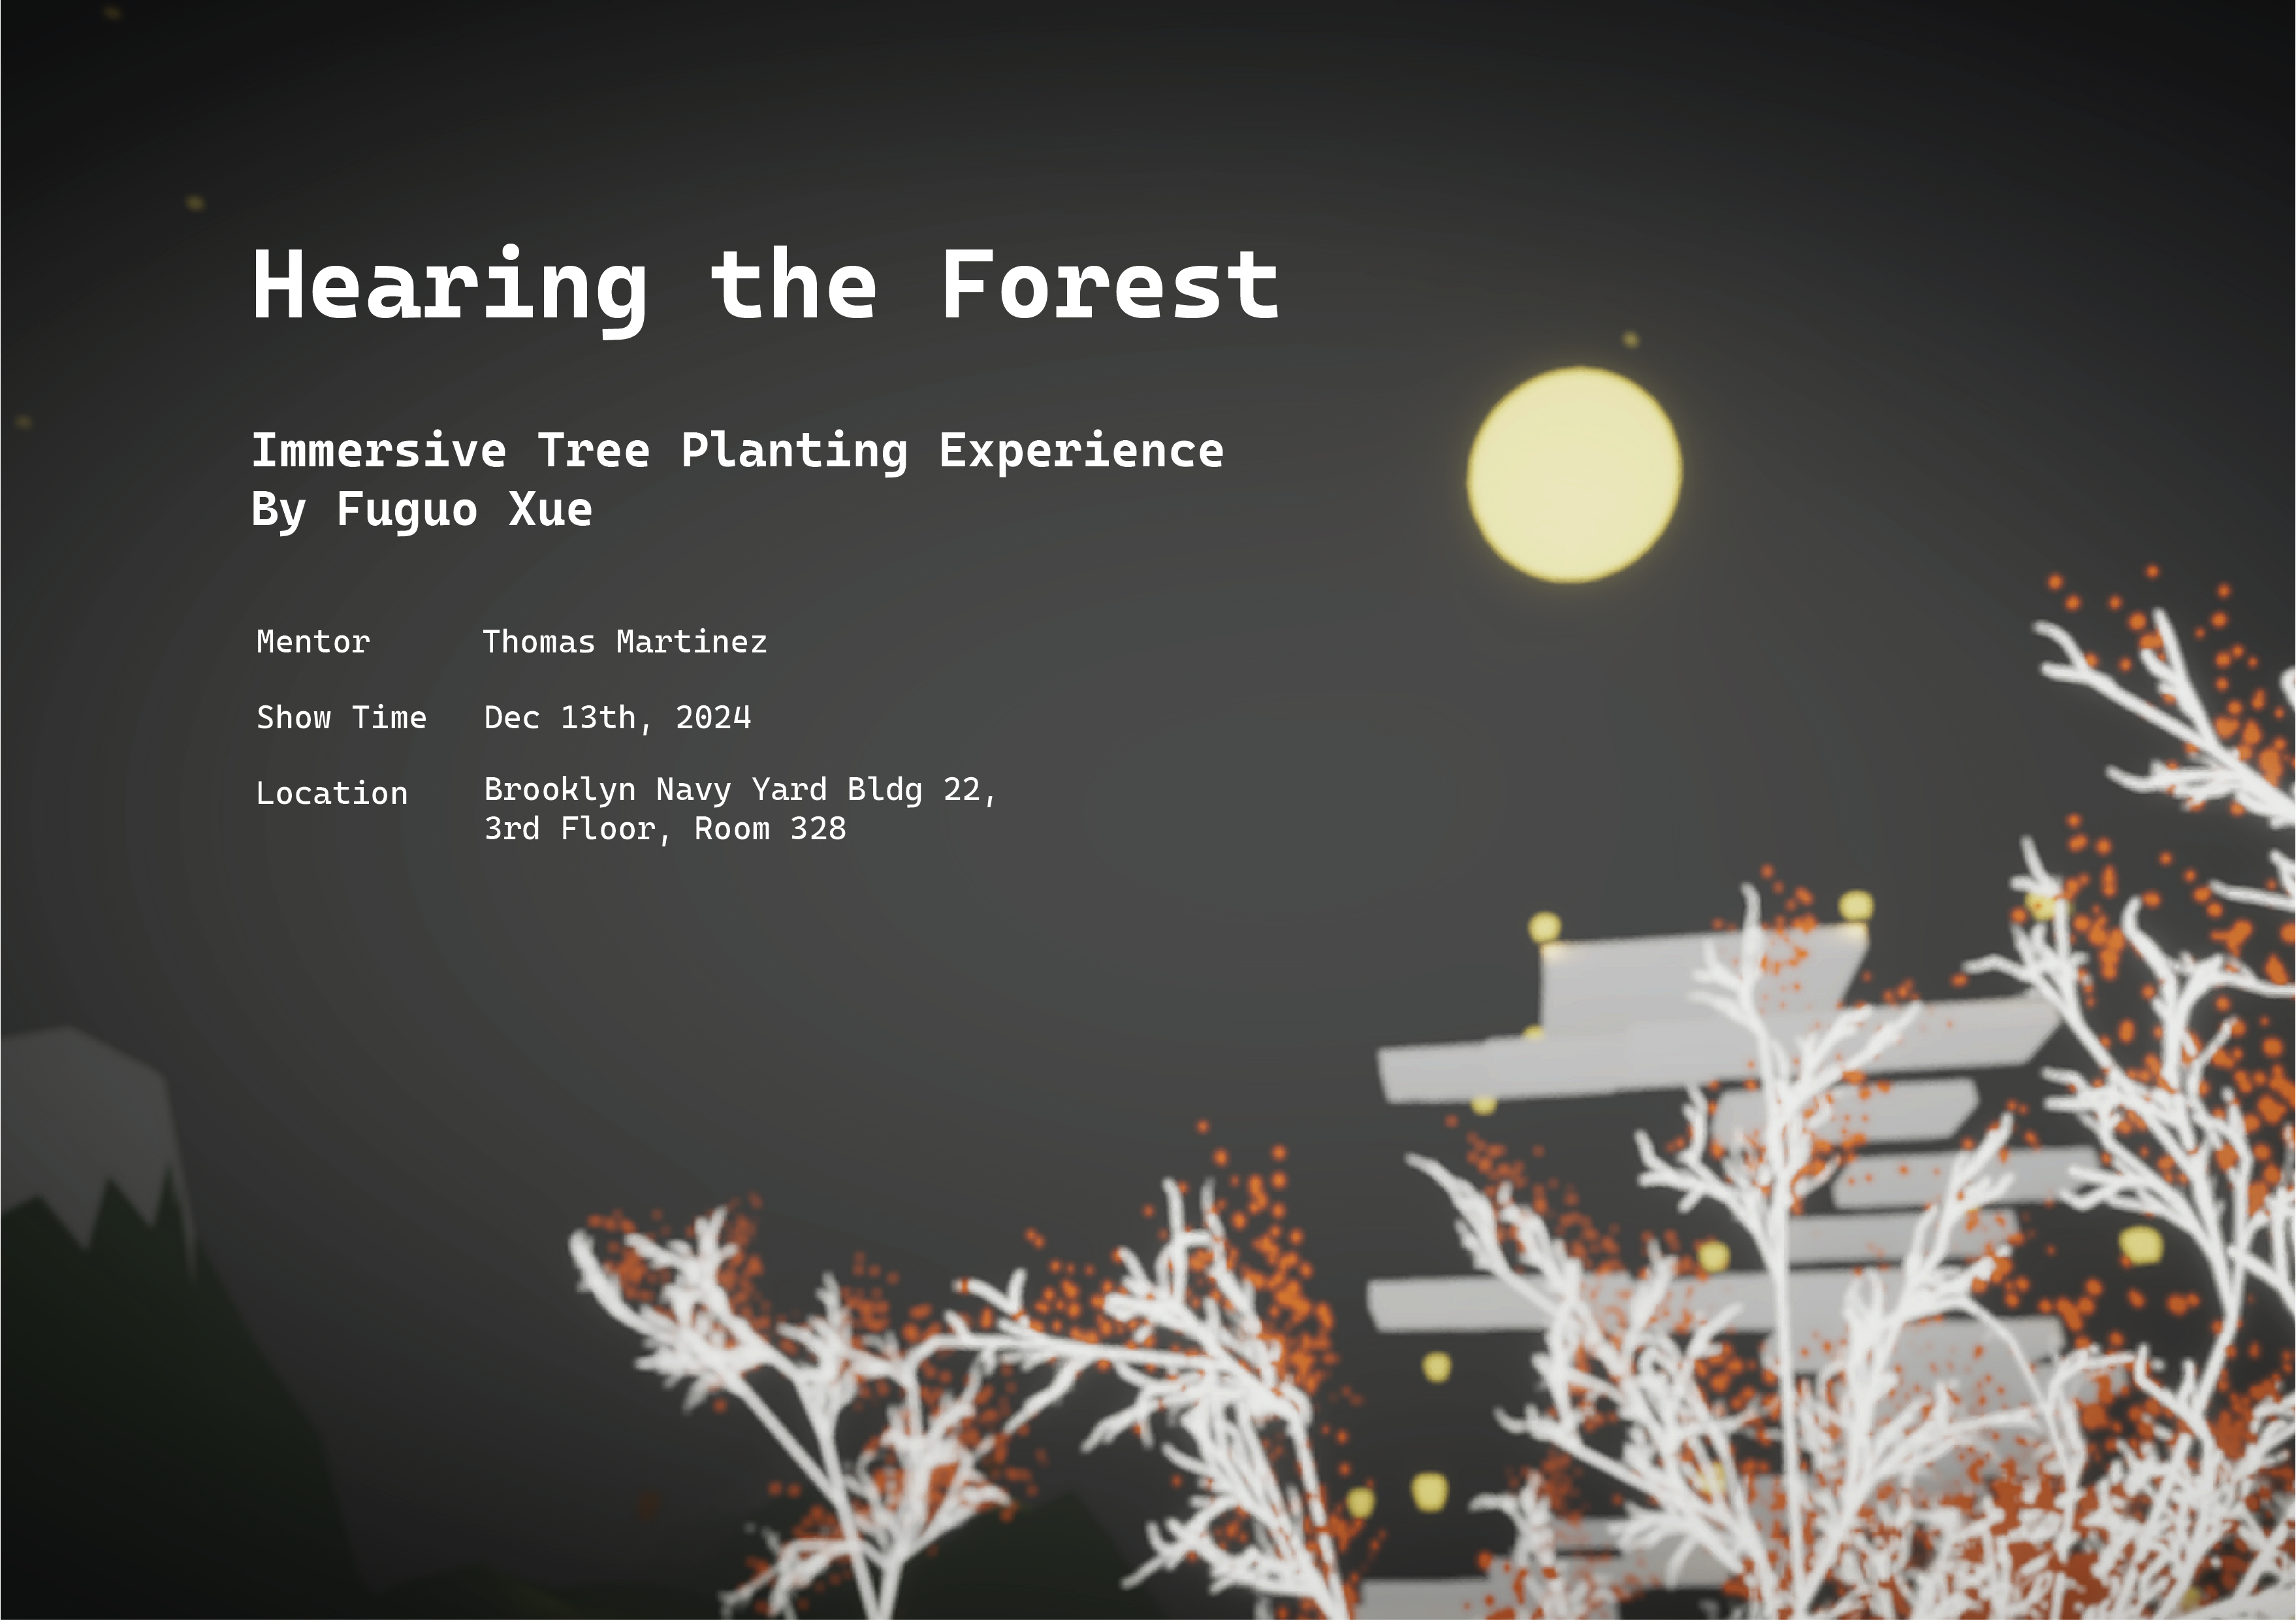 Hearing the Forest
Immersive Tree Planting Experience
By Fuguo Xue
Mentor Thomas Martinez
Show Time Dec 13th, 2024
Location Brooklyn Navy Yard Bldg 22,
3rd Floor, Room 328